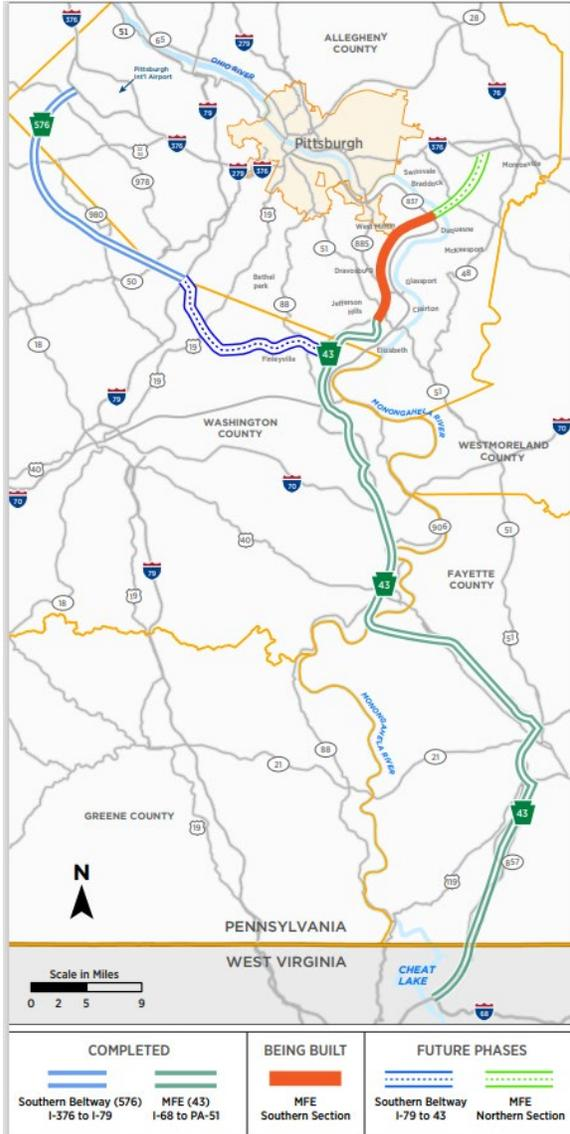 376
51
65
279
28
ALLEGHENY
COUNTY
Pittsburgh
Int'l Airport
OHIO RIVER
76
79
576
Pittsburgh
376
376
22
30
279
376
Swissvale
Braddock
Monroeville
978
837
980
19
West Mifflin
Duquesne
51
885
McKeesport
50
Bethel
park
Dravosburg
48
Glassport
88
Jefferson
Hills
Clairton
18
19
Finleyville
43
Elizabeth
19
79
51
MONONGAHELA RIVER
WASHINGTON
COUNTY
70
WESTMORELAND
COUNTY
40
70
70
906
51
40
79
43
FAYETTE
COUNTY
18
19
51
MONONGAHELA RIVER
88
21
21
GREENE COUNTY
19
43
857
119
N
PENNSYLVANIA
WEST VIRGINIA
Scale in Miles
0 2 5 9
CHEAT
LAKE
68
COMPLETED
Southern Beltway (576)
I-376 to I-79
MFE (43)
I-68 to PA-51
BEING BUILT
MFE
Southern Section
FUTURE PHASES
Southern Beltway
I-79 to 43
MFE
Northern Section